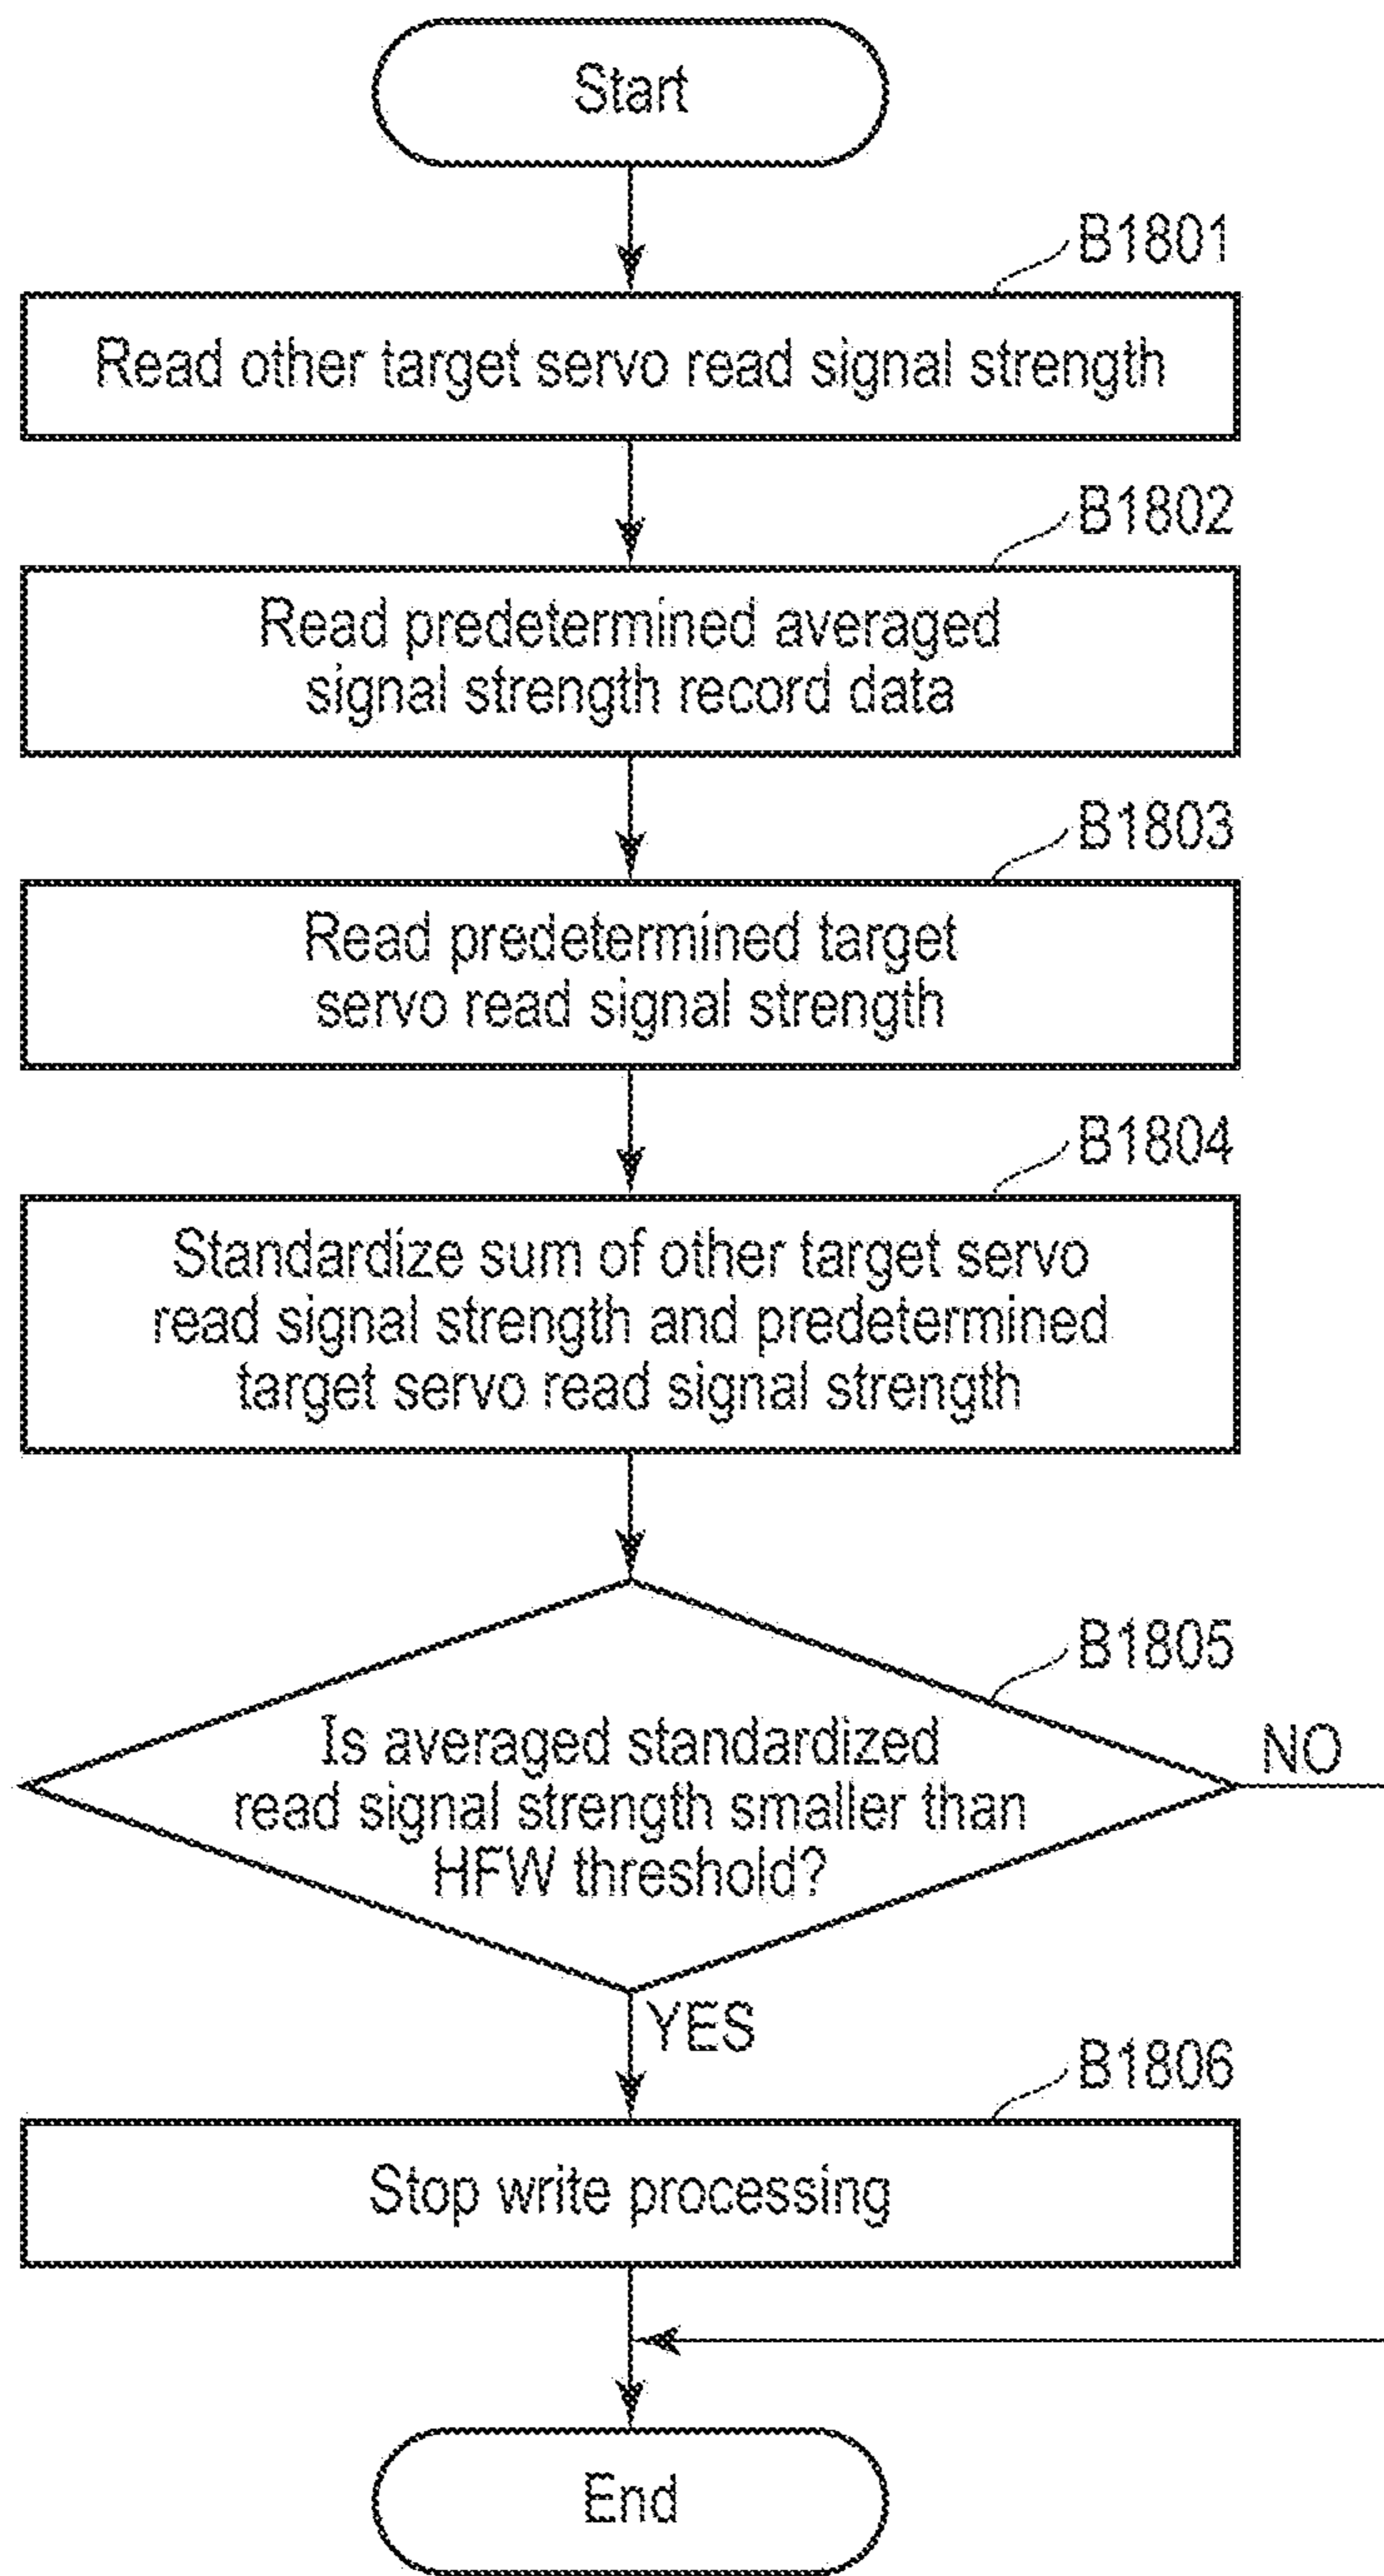 Start
B1801
Read other target servo read signal strength
B1802
Read predetermined averaged
signal strength record data
B1803
Read predetermined target
servo read signal strength
B1804
Standardize sum of other target servo
read signal strength and predetermined
target servo read signal strength
B1805
Is averaged standardized
read signal strength smaller than
HFW threshold?
NO
YES
B1806
Stop write processing
End